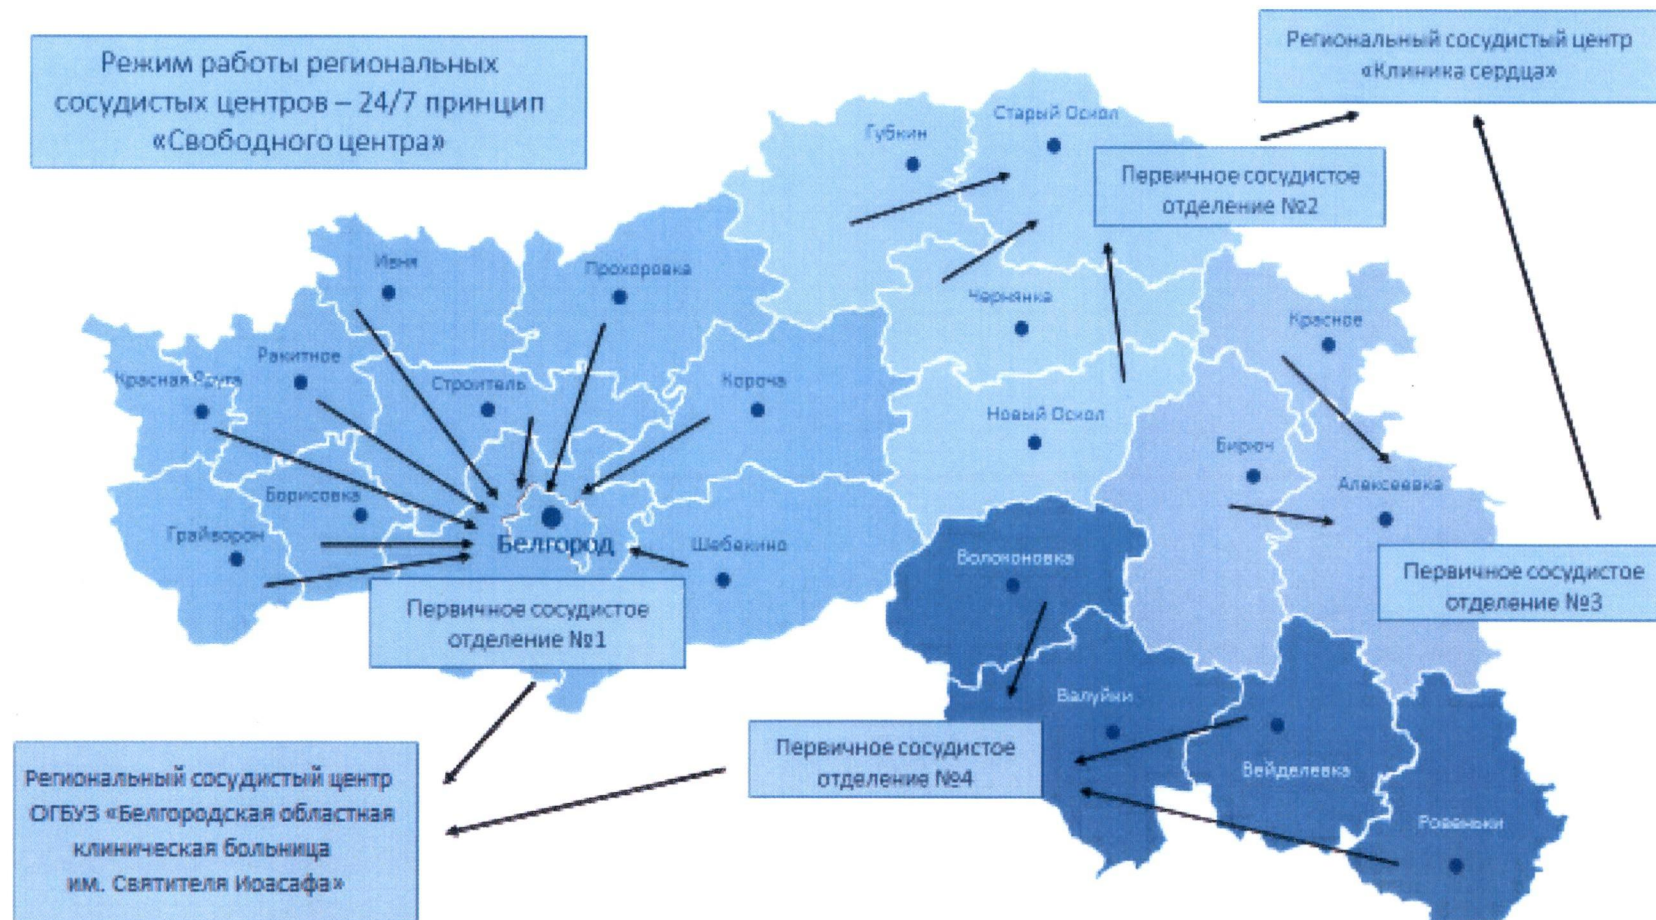 Режим работы региональных
сосудистых центров – 24/7 принцип
«Свободного центра»
Региональный сосудистый центр
«Клиника сердца»
Старый Оскол
Губкин
Первичное сосудистое
отделение №2
Ивня
Прохоровка
Чернянка
Красное
Ракитное
Красная Яруга
Строитель
Короча
Новый Оскол
Бирюч
Алексеевка
Борисовка
Грайворон
Белгород
Шебекино
Волоконовка
Первичное сосудистое
отделение №3
Первичное сосудистое
отделение №1
Валуйки
Первичное сосудистое
отделение №4
Вейделевка
Ровеньки
Региональный сосудистый центр
ОГБУЗ «Белгородская областная
клиническая больница
им. Святителя Иоасафа»